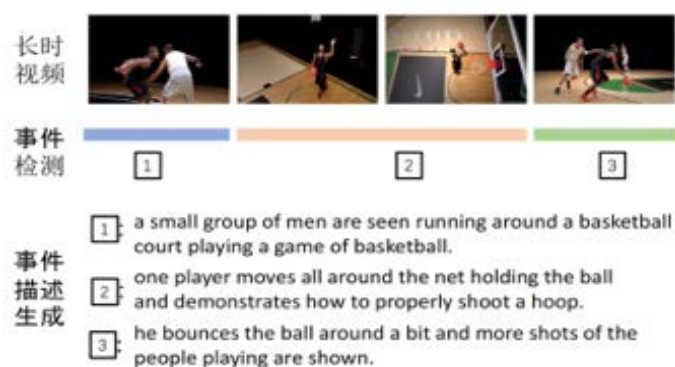 长时
视频
事件
检测
1
2
3
事件
描述
生成
1: a small group of men are seen running around a basketball
court playing a game of basketball.
2: one player moves all around the net holding the ball
and demonstrates how to properly shoot a hoop.
3: he bounces the ball around a bit and more shots of the
people playing are shown.